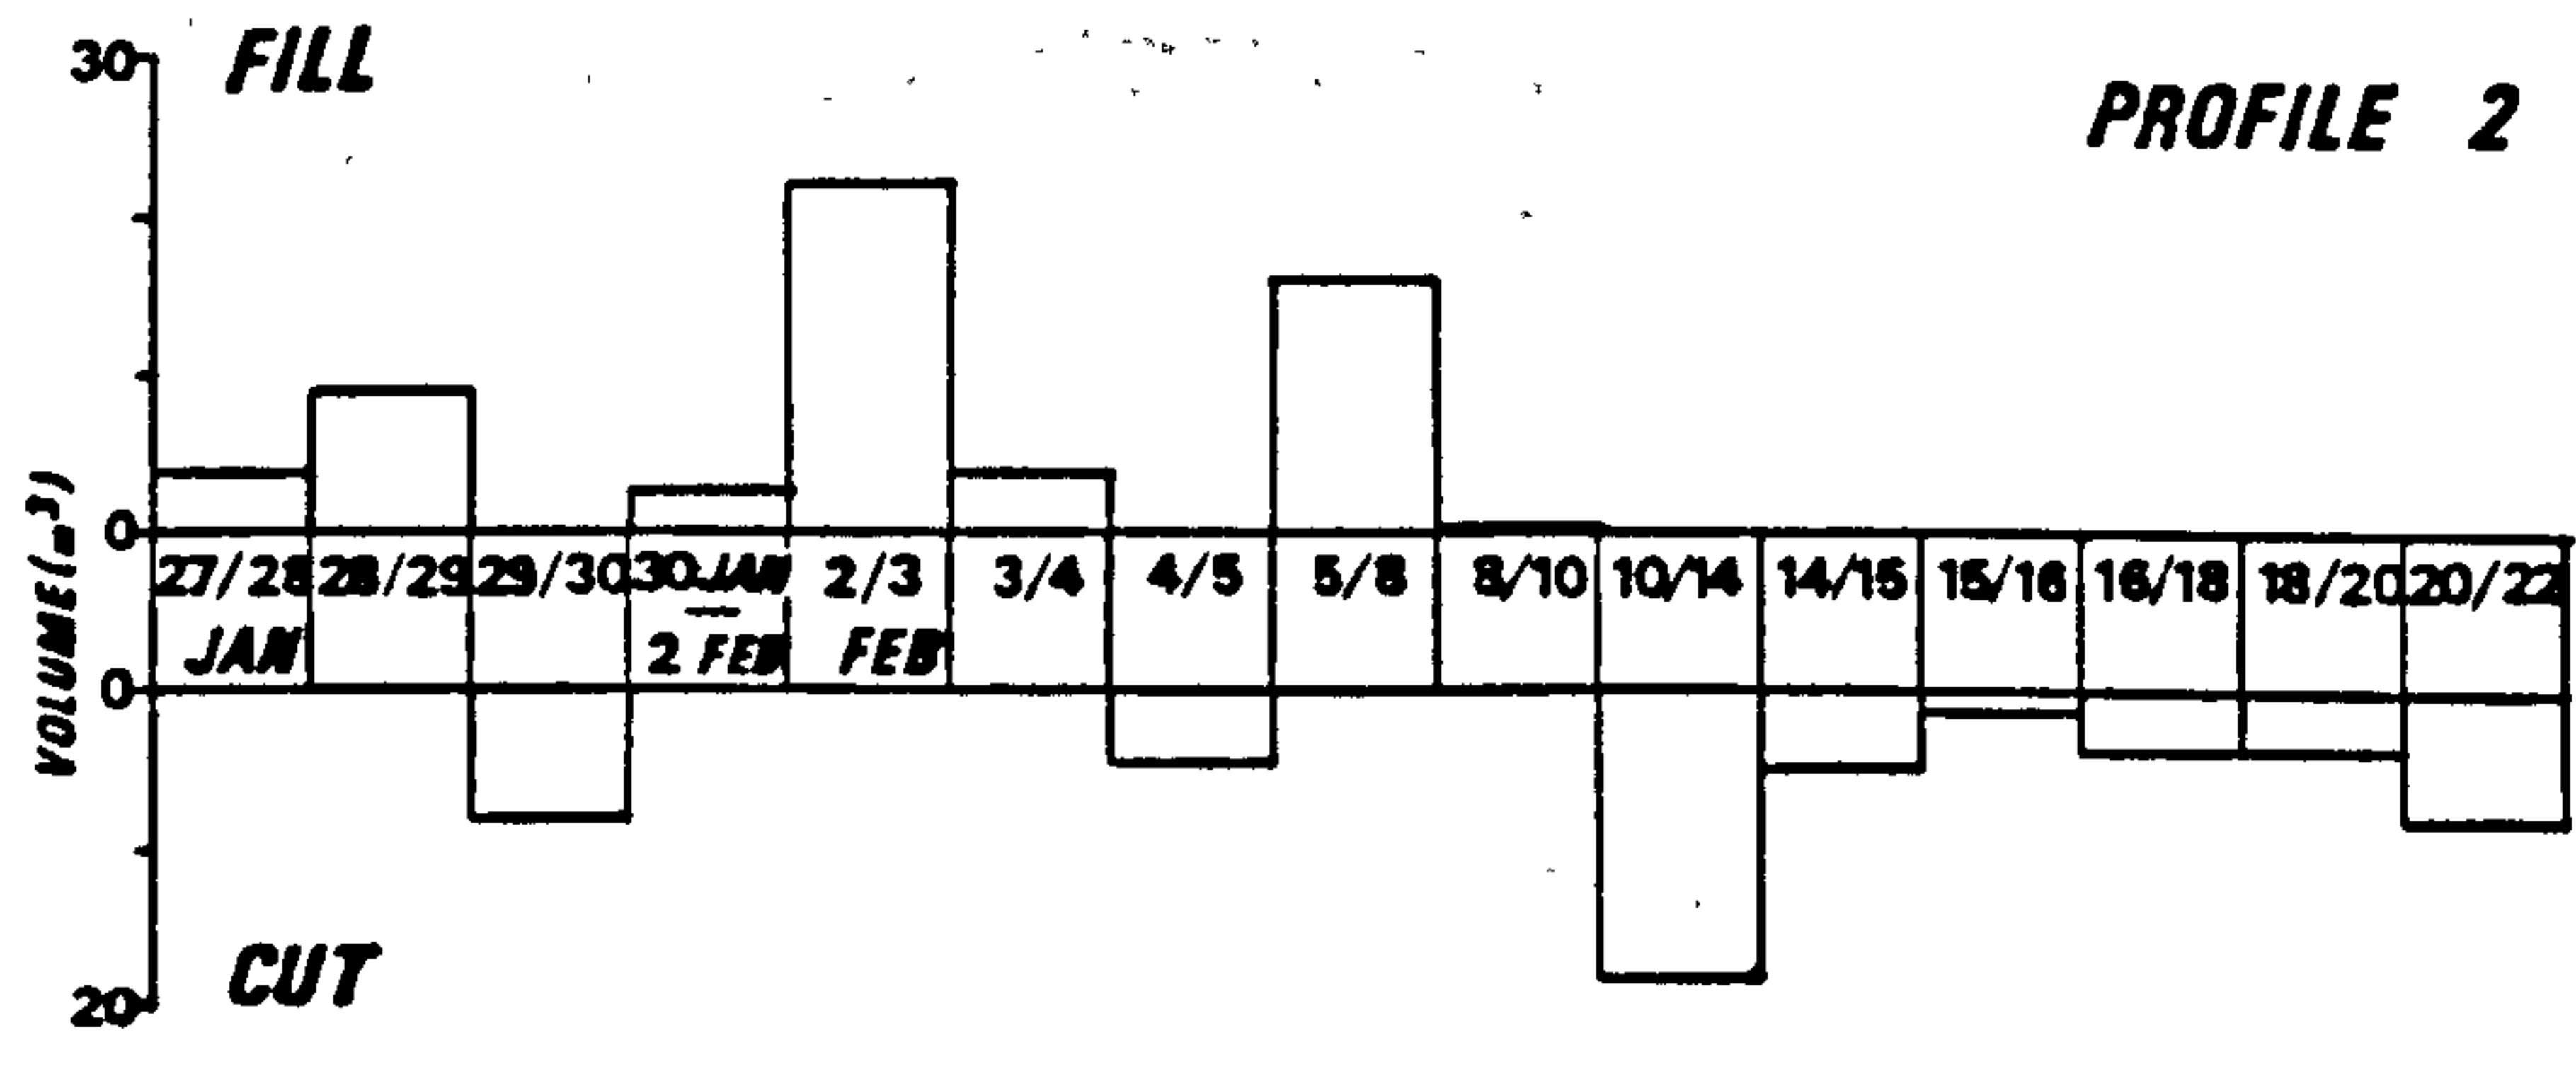 30 FILL
PROFILE 2
VOLUME (m³)
0
27/28 28/29 29/30 30 JAN 2/3 3/4 4/5 5/8 8/10 10/14 14/15 15/16 16/18 18/20 20/22
JAN — 2 FEB FEB
0
20 CUT